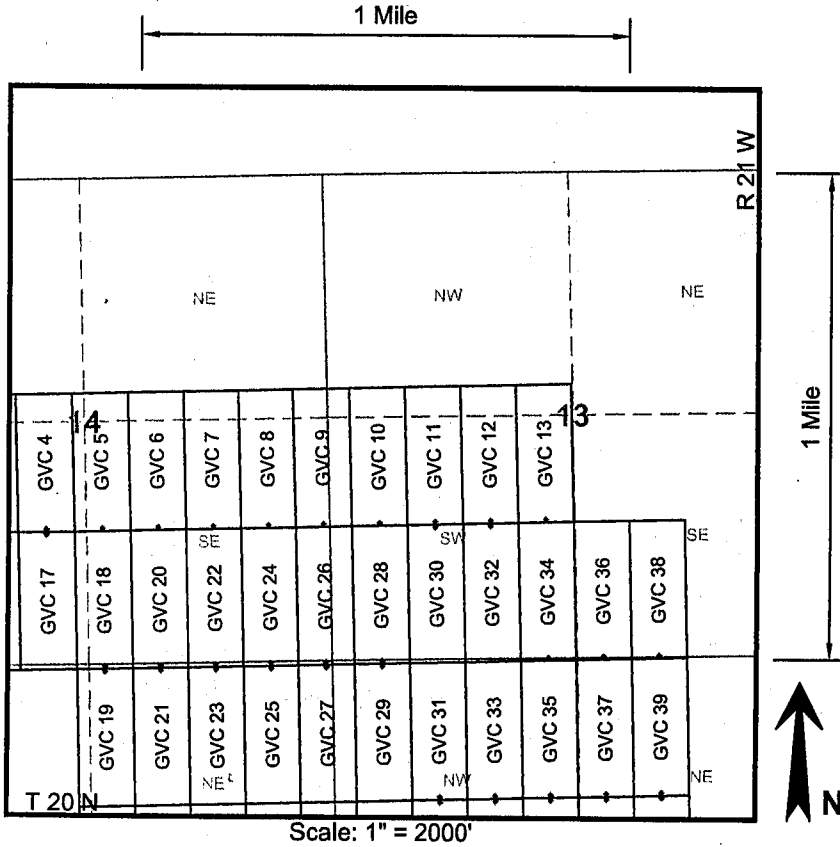 1 Mile
R 21 W
NE
NW
NE
1 Mile
14
13
GVC 4
GVC 5
GVC 6
GVC 7
GVC 8
GVC 9
GVC 10
GVC 11
GVC 12
GVC 13
SE
SW
SE
GVC 17
GVC 18
GVC 20
GVC 22
GVC 24
GVC 26
GVC 28
GVC 30
GVC 32
GVC 34
GVC 36
GVC 38
GVC 19
GVC 21
GVC 23
GVC 25
GVC 27
GVC 29
GVC 31
GVC 33
GVC 35
GVC 37
GVC 39
NE
NW
NE
T 20 N
N
Scale: 1" = 2000'